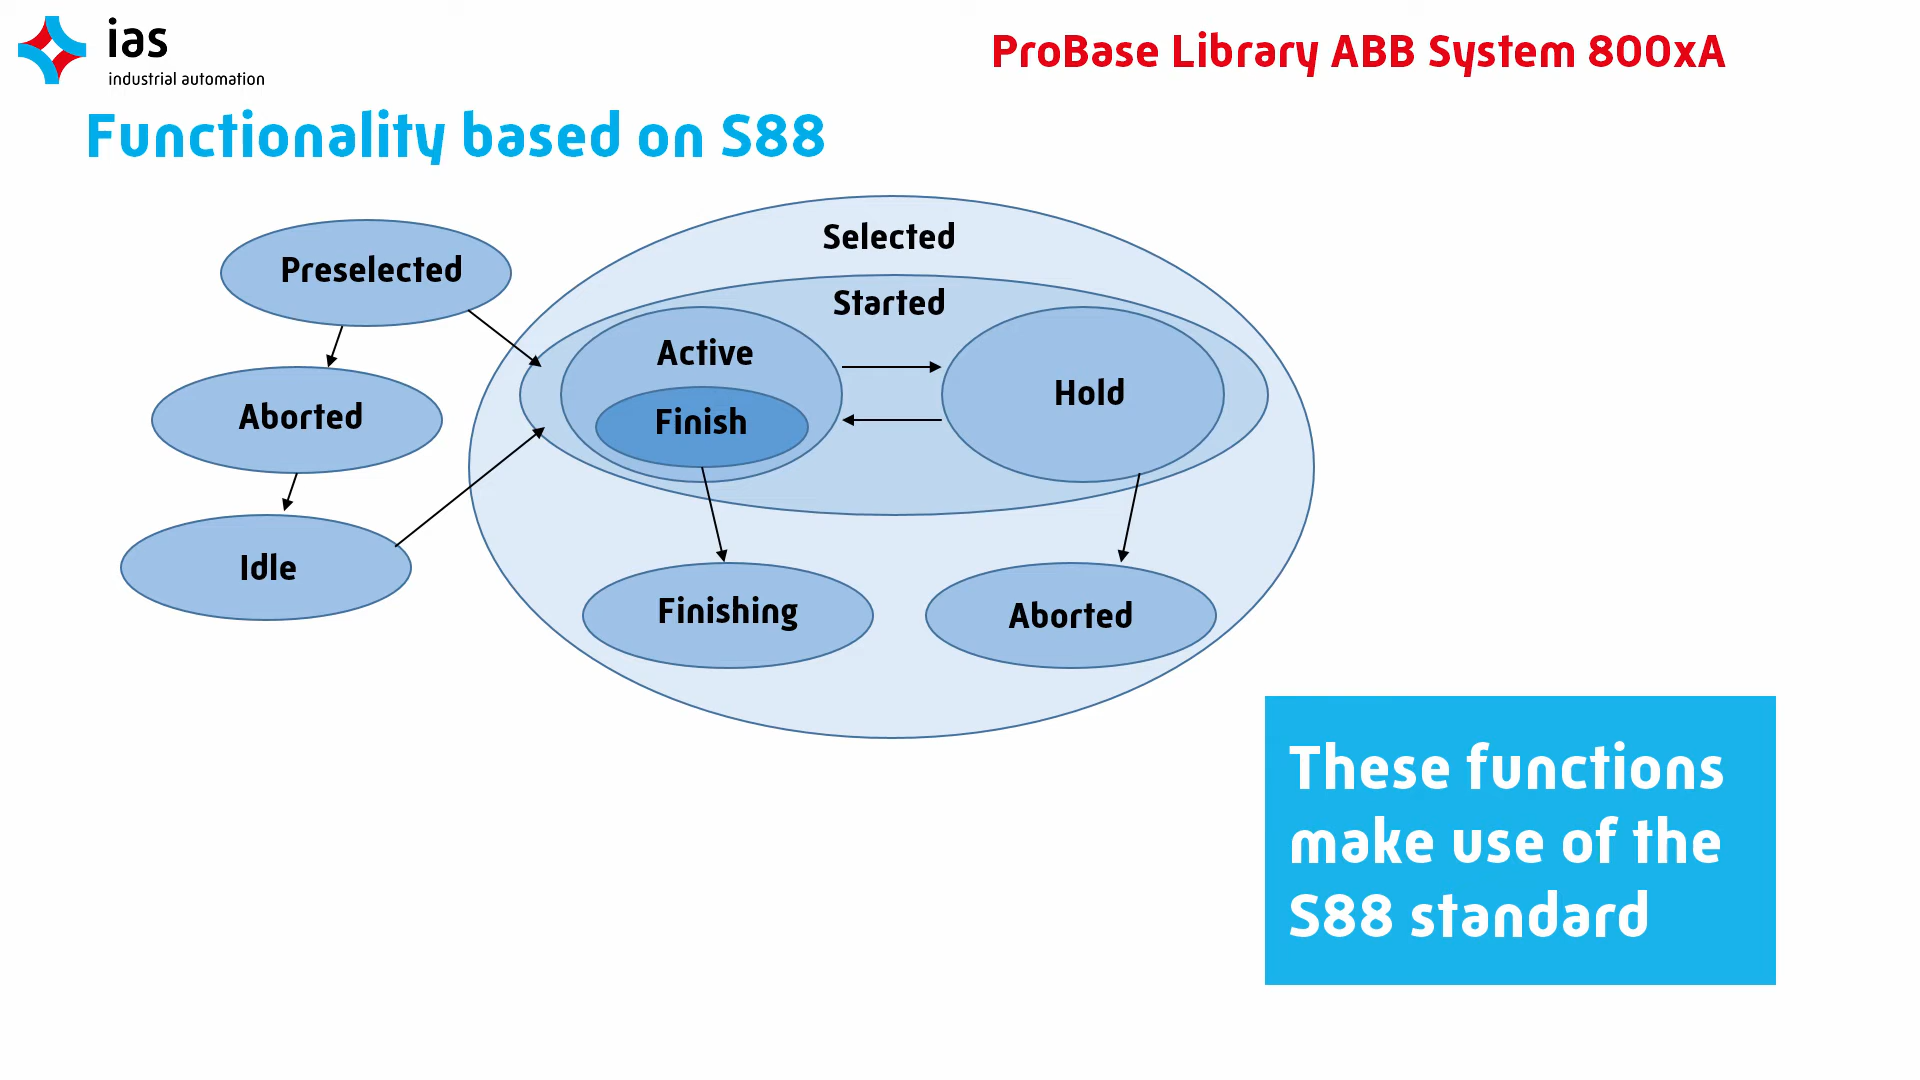 ias
industrial automation
ProBase Library ABB System 800xA
Functionality based on S88
Selected
Preselected
Started
Active
Hold
Aborted
Finish
Idle
Finishing
Aborted
These functions
make use of the
S88 standard